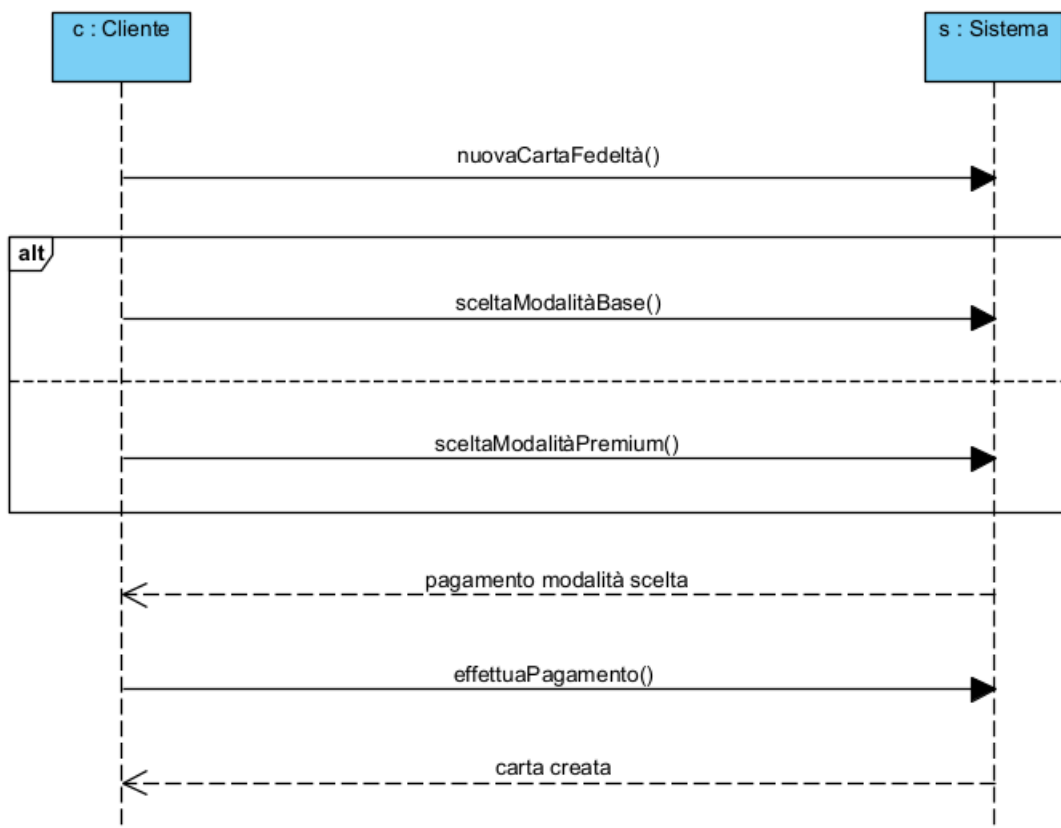 c : Cliente
s : Sistema
nuovaCartaFedeltà()
alt
sceltaModalitàBase()
sceltaModalitàPremium()
pagamento modalità scelta
effettuaPagamento()
carta creata